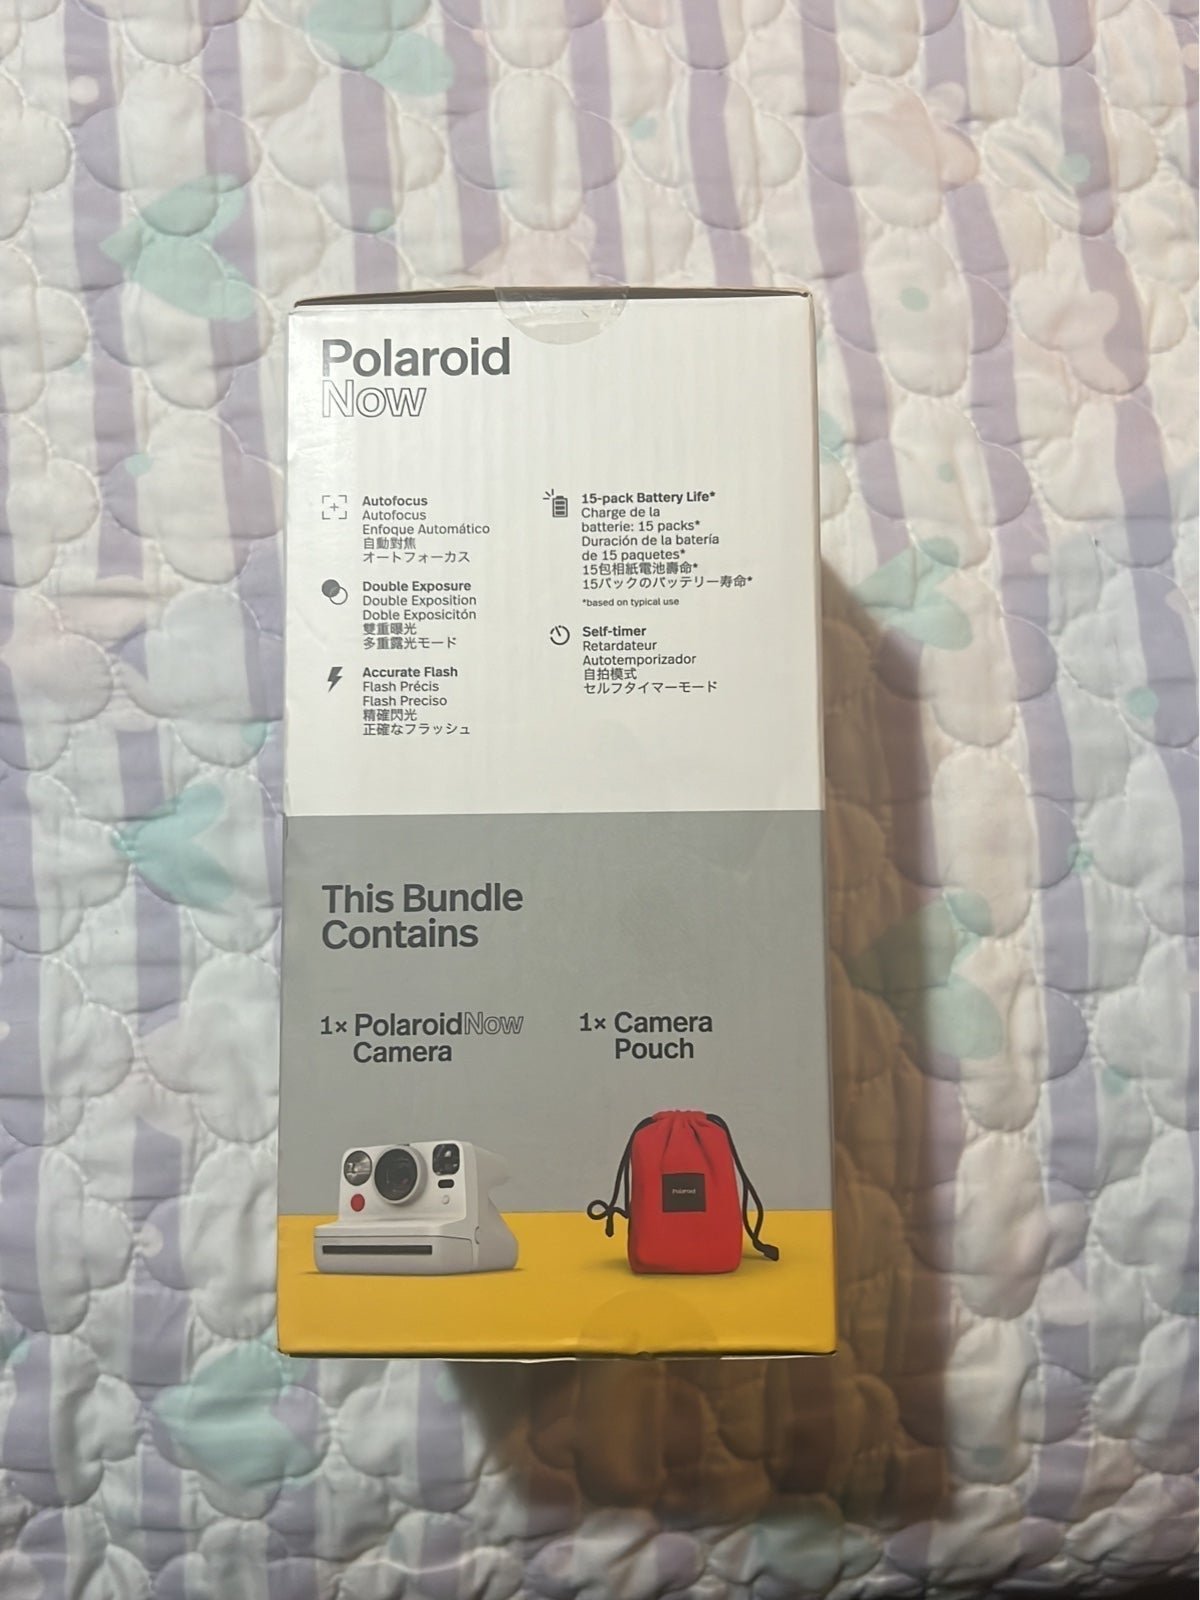 Polaroid
Now
Autofocus
Autofocus
Enfoque Automático
自動對焦
オートフォーカス
Double Exposure
Double Exposition
Doble Exposicitón
雙重曝光
多重露光モード
Accurate Flash
Flash Précis
Flash Preciso
精確閃光
正確なフラッシュ
15-pack Battery Life*
Charge de la
batterie: 15 packs*
Duración de la batería
de 15 paquetes*
15包相紙電池壽命*
15パックのバッテリー寿命*
*based on typical use
Self-timer
Retardateur
Autotemporizador
自拍模式
セルフタイマーモード
This Bundle
Contains
1× PolaroidNow
Camera
1× Camera
Pouch
Polaroid